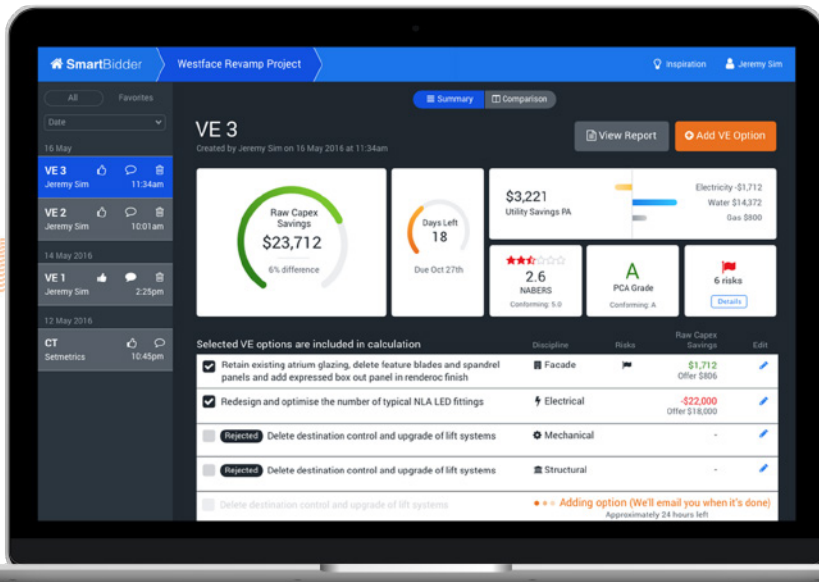 SmartBidder
Westface Revamp Project
Inspiration
Jeremy Sim
All
Favorites
Date
16 May
VE 3
Jeremy Sim
11:34am
VE 2
Jeremy Sim
10:01am
14 May 2016
VE 1
Jeremy Sim
2:25pm
12 May 2016
CT
Setmetrics
10:45pm
Summary
Comparison
VE 3
Created by Jeremy Sim on 16 May 2016 at 11:34am
View Report
Add VE Option
Raw Capex
Savings
$23,712
6% difference
Days Left
18
Due Oct 27th
$3,221
Utility Savings PA
Electricity -$1,712
Water $14,372
Gas $800
2.6
NABERS
Conforming: 5.0
A
PCA Grade
Conforming: A
6 risks
Details
Selected VE options are included in calculation
Discipline
Risks
Raw Capex
Savings
Edit
Retain existing atrium glazing, delete feature blades and spandrel
panels and add expressed box out panel in renderoc finish
Facade
$1,712
Offer $806
Redesign and optimise the number of typical NLA LED fittings
Electrical
-$22,000
Offer $18,000
Rejected Delete destination control and upgrade of lift systems
Mechanical
-
Rejected Delete destination control and upgrade of lift systems
Structural
-
Delete destination control and upgrade of lift systems
Adding option (We'll email you when it's done)
Approximately 24 hours left